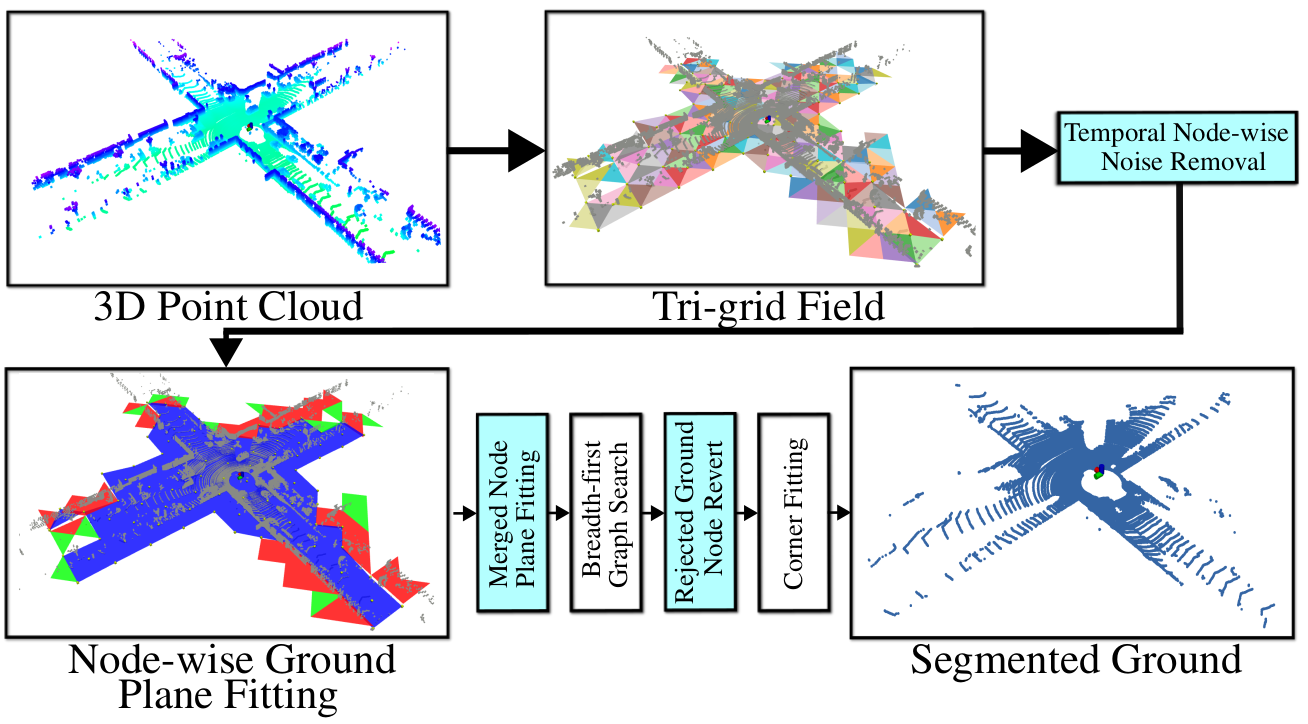 3D Point Cloud
Tri-grid Field
Temporal Node-wise
Noise Removal
Node-wise Ground
Plane Fitting
Merged Node
Plane Fitting
Breadth-first
Graph Search
Rejected Ground
Node Revert
Corner Fitting
Segmented Ground